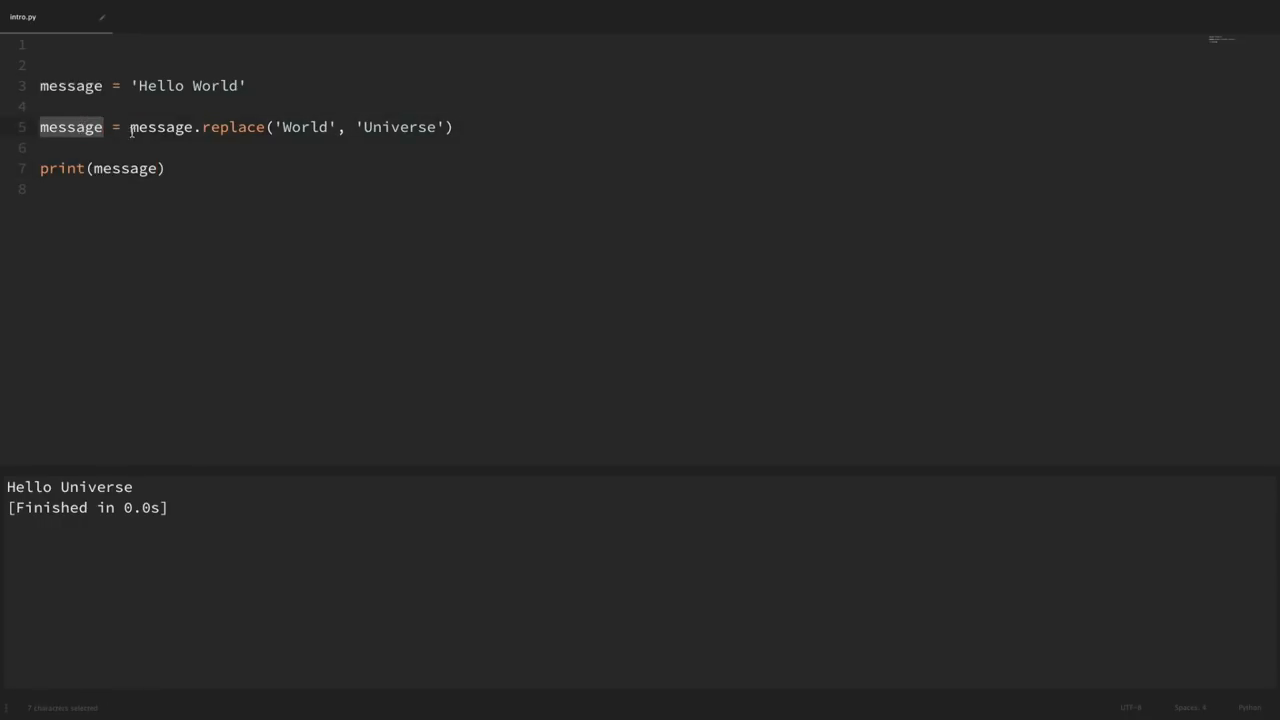 intro.py
1
2
3 message = 'Hello World'
4
5 message = message.replace('World', 'Universe')
6
7 print(message)
8
Hello Universe
[Finished in 0.0s]
7 characters selected
UTF-8 Spaces: 4 Python